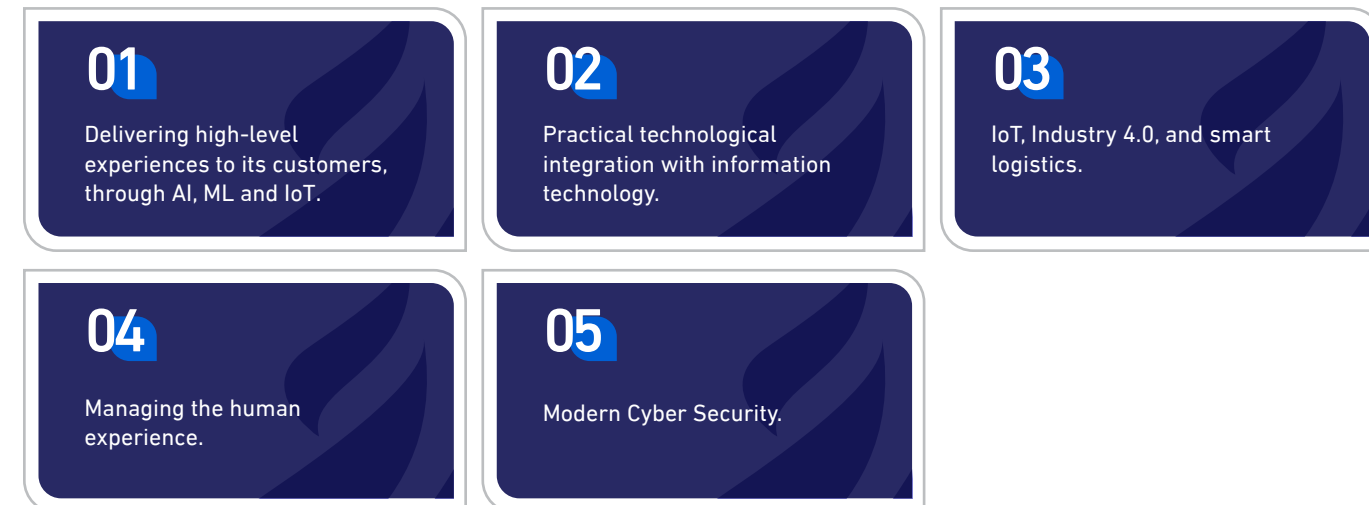 01
Delivering high-level
experiences to its customers,
through AI, ML and IoT.
02
Practical technological
integration with information
technology.
03
IoT, Industry 4.0, and smart
logistics.
04
Managing the human
experience.
05
Modern Cyber Security.